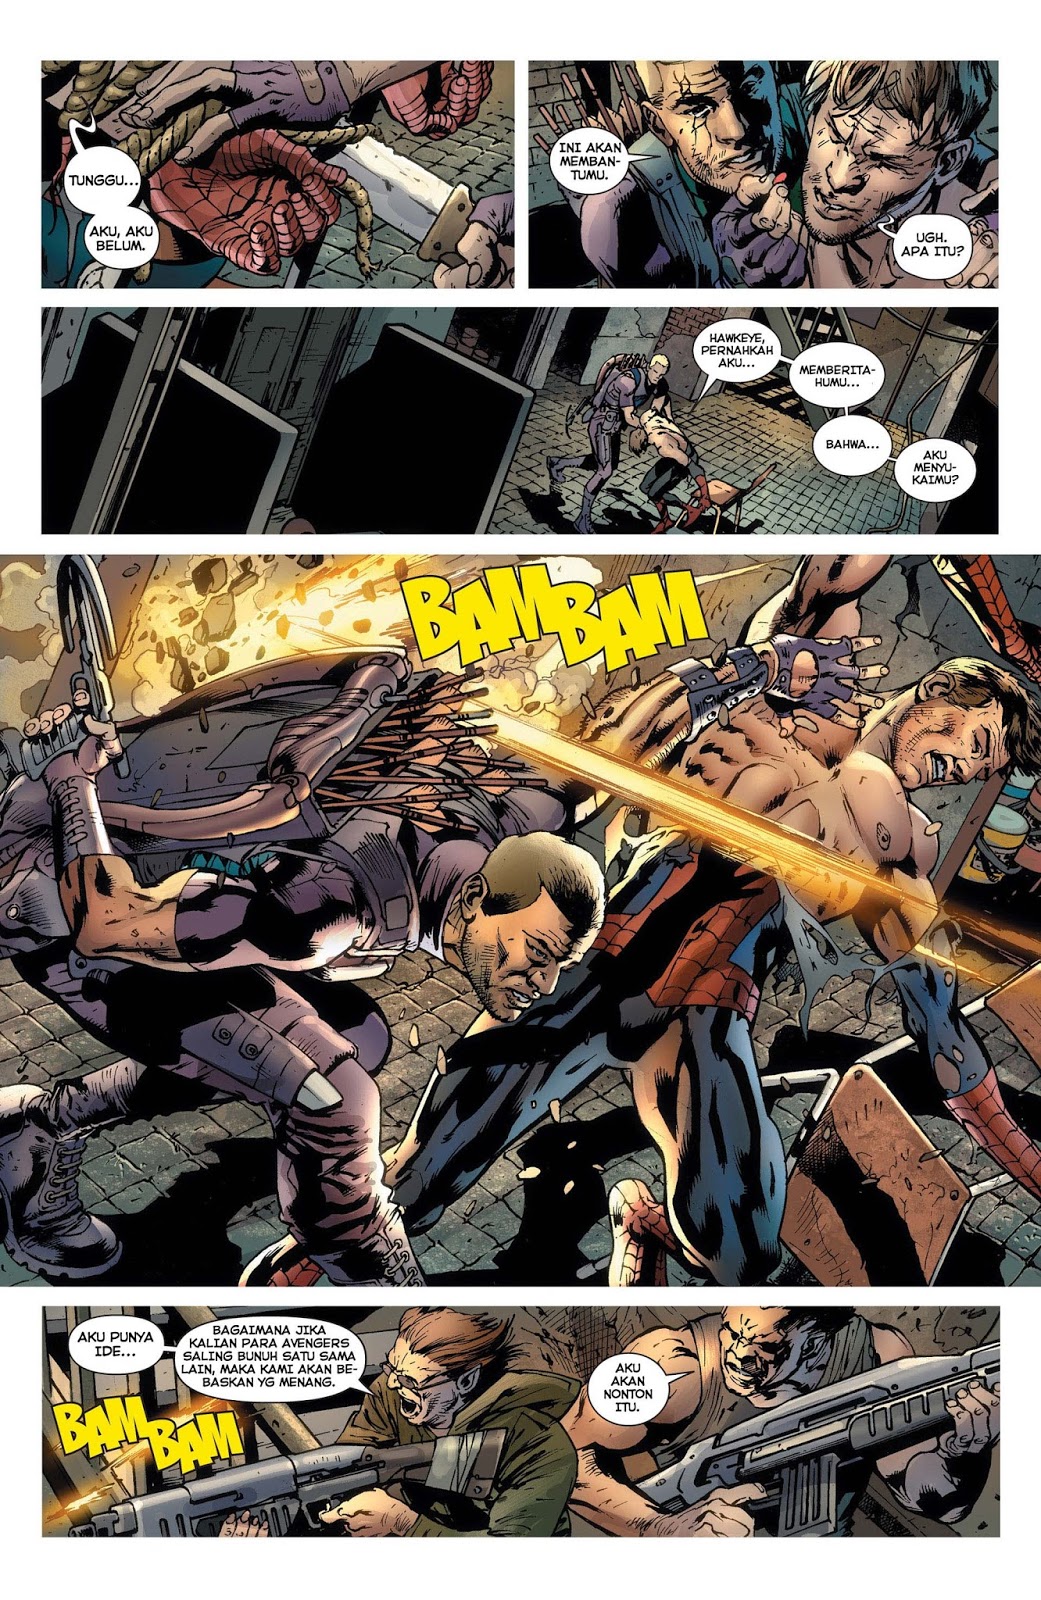 TUNGGU...
AKU, AKU
BELUM.
INI AKAN
MEMBAN-
TUMU.
UGH.
APA ITU?
HAWKEYE,
PERNAHKAH
AKU...
MEMBERITA-
HUMU...
BAHWA...
AKU
MENYU-
KAIMU?
BAM BAM
AKU PUNYA
IDE...
BAGAIMANA JIKA
KALIAN PARA AVENGERS
SALING BUNUH SATU SAMA
LAIN, MAKA KAMI AKAN BE-
BASKAN YG MENANG.
BAM BAM
AKU
AKAN
NONTON
ITU.